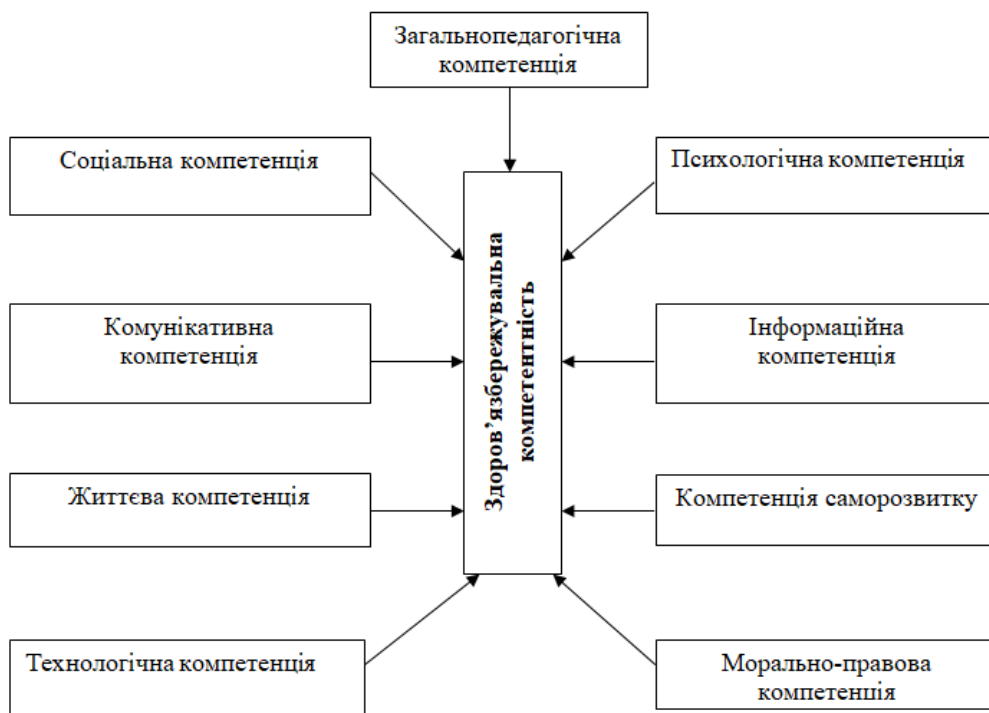 Загальнопедагогічна
компетенція
Соціальна компетенція
Психологічна компетенція
Здоров’язбережувальна
компетентність
Комунікативна
компетенція
Інформаційна
компетенція
Життєва компетенція
Компетенція саморозвитку
Технологічна компетенція
Морально-правова
компетенція